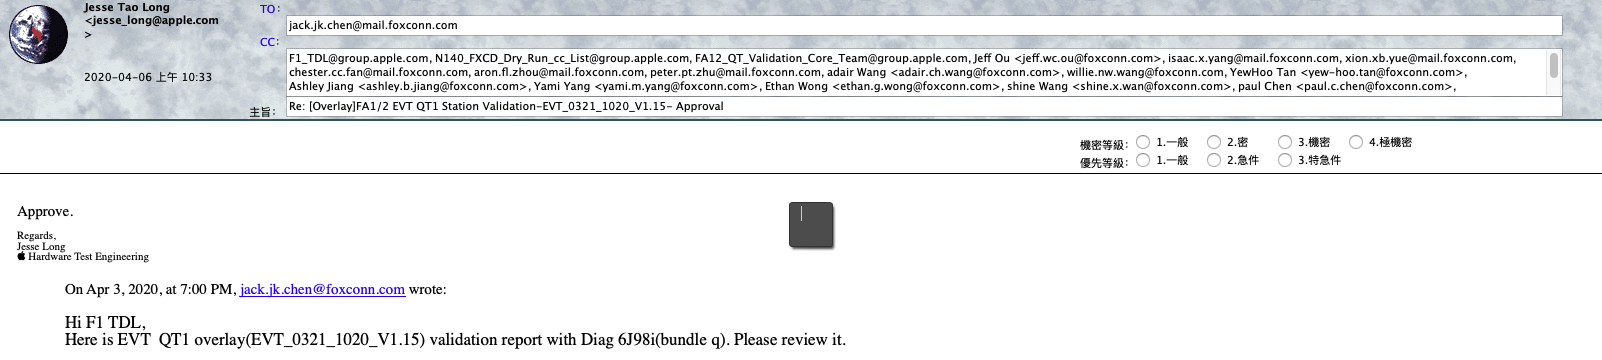 Jesse Tao Long
<jesse_long@apple.com
>
2020-04-06 上午 10:33
TO:
jack.jk.chen@mail.foxconn.com
CC:
F1_TDL@group.apple.com, N140_FXCD_Dry_Run_cc_List@group.apple.com, FA12_QT_Validation_Core_Team@group.apple.com, Jeff Ou <jeff.wc.ou@foxconn.com>, isaac.x.yang@mail.foxconn.com, xion.xb.yue@mail.foxconn.com,
chester.cc.fan@mail.foxconn.com, aron.fl.zhou@mail.foxconn.com, peter.pt.zhu@mail.foxconn.com, adair Wang <adair.ch.wang@foxconn.com>, willie.nw.wang@foxconn.com, YewHoo Tan <yew-hoo.tan@foxconn.com>,
Ashley Jiang <ashley.b.jiang@foxconn.com>, Yami Yang <yami.m.yang@foxconn.com>, Ethan Wong <ethan.g.wong@foxconn.com>, shine Wang <shine.x.wan@foxconn.com>, paul Chen <paul.c.chen@foxconn.com>,
主旨:
Re: [Overlay]FA1/2 EVT QT1 Station Validation-EVT_0321_1020_V1.15- Approval
機密等級: 1.一般 2.密 3.機密 4.極機密
優先等級: 1.一般 2.急件 3.特急件
Approve.
Regards,
Jesse Long
Hardware Test Engineering
On Apr 3, 2020, at 7:00 PM, jack.jk.chen@foxconn.com wrote:
Hi F1 TDL,
Here is EVT QT1 overlay(EVT_0321_1020_V1.15) validation report with Diag 6J98i(bundle q). Please review it.